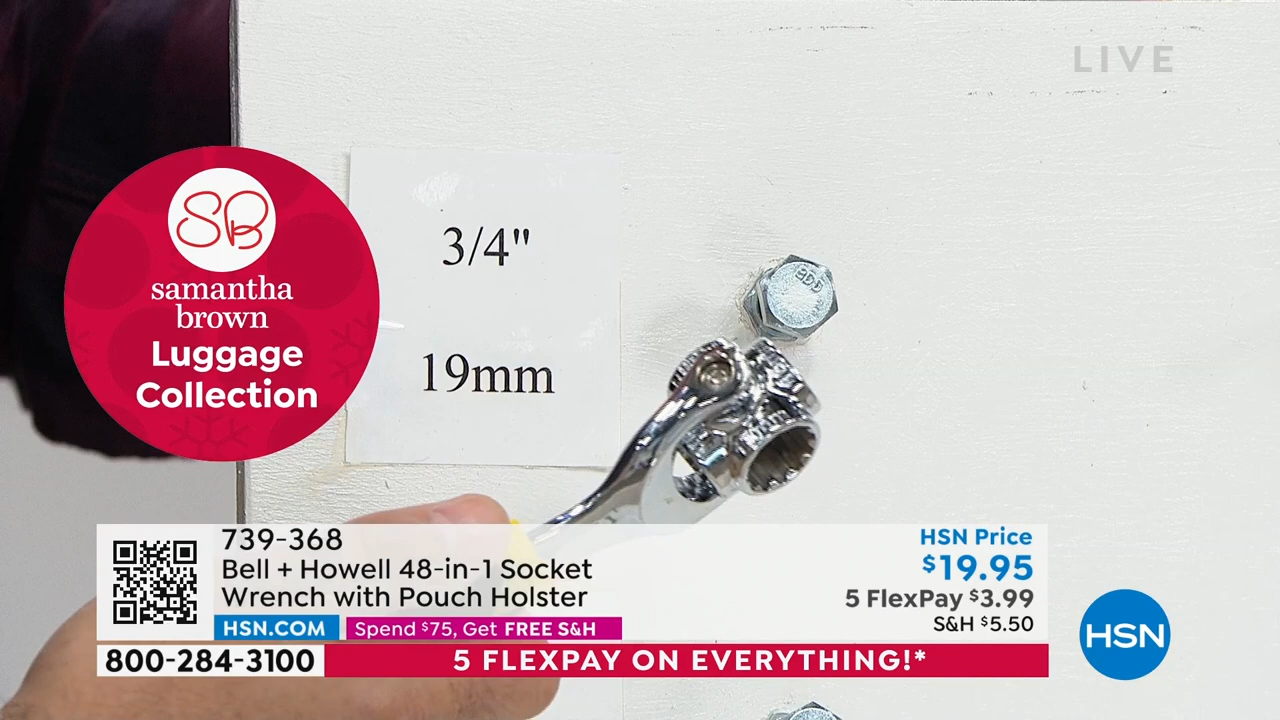 LIVE
SB
samantha
brown
Luggage
Collection
3/4"
19mm
739-368
Bell + Howell 48-in-1 Socket
Wrench with Pouch Holster
HSN.COM
Spend $75, Get FREE S&H
HSN Price
$19.95
5 FlexPay $3.99
S&H $5.50
800-284-3100
5 FLEXPAY ON EVERYTHING!*
HSN